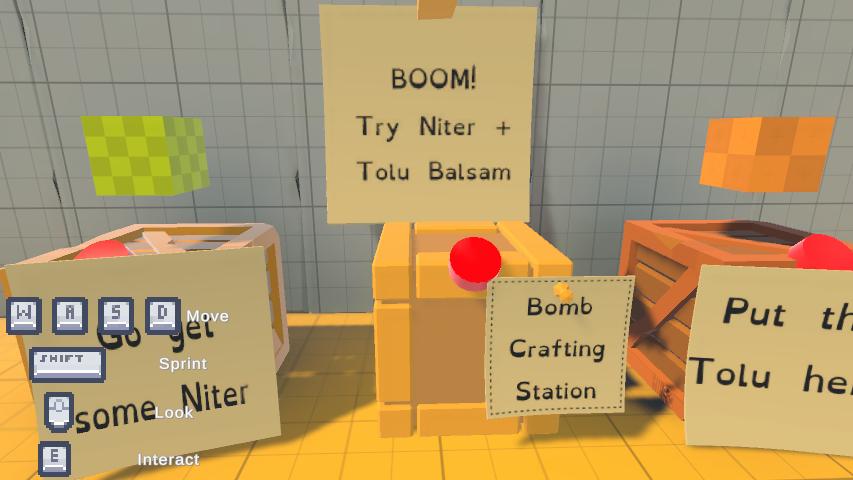 BOOM!
Try Niter +
Tolu Balsam
Bomb
Crafting
Station
Go get
some Niter
Put th
Tolu he
W A S D Move
SHIFT Sprint
Look
E Interact